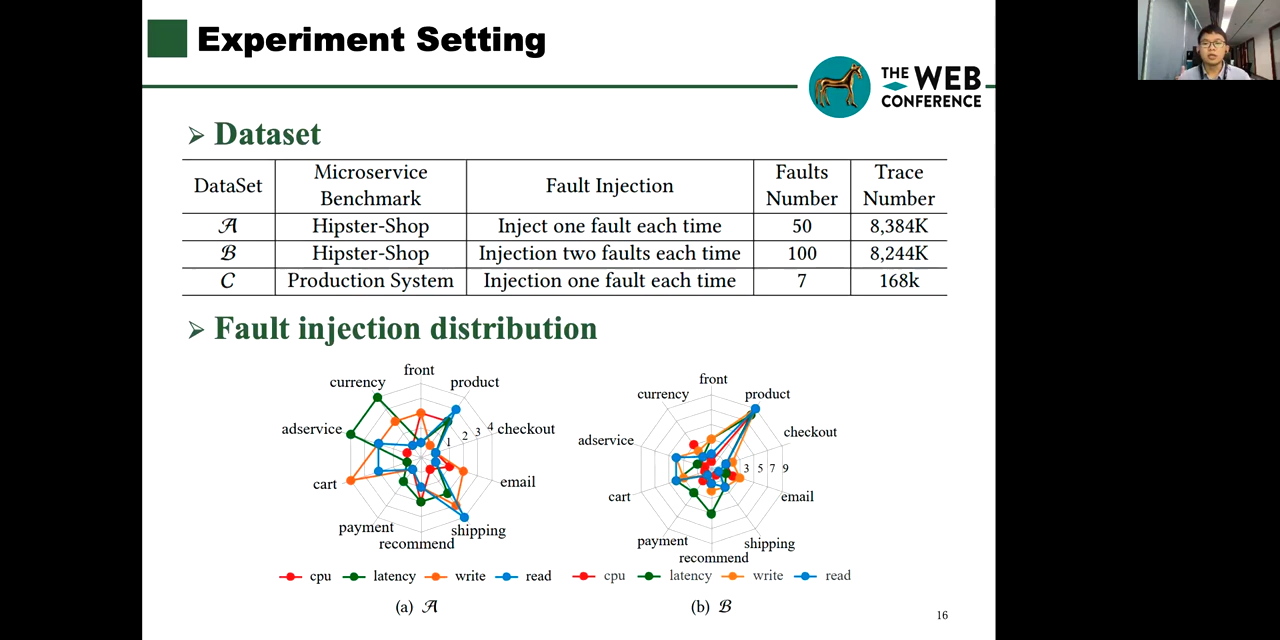 Experiment Setting
THE WEB
CONFERENCE
➢ Dataset
DataSet
Microservice
Benchmark
Fault Injection
Faults
Number
Trace
Number
𝒜 Hipster-Shop Inject one fault each time 50 8,384K
ℬ Hipster-Shop Injection two faults each time 100 8,244K
𝒞 Production System Injection one fault each time 7 168k
➢ Fault injection distribution
front
product
checkout
email
shipping
recommend
payment
cart
adservice
currency
1 2 3 4
cpu latency write read
(a) 𝒜
front
product
checkout
email
shipping
recommend
payment
cart
adservice
currency
3 5 7 9
cpu latency write read
(b) ℬ
16